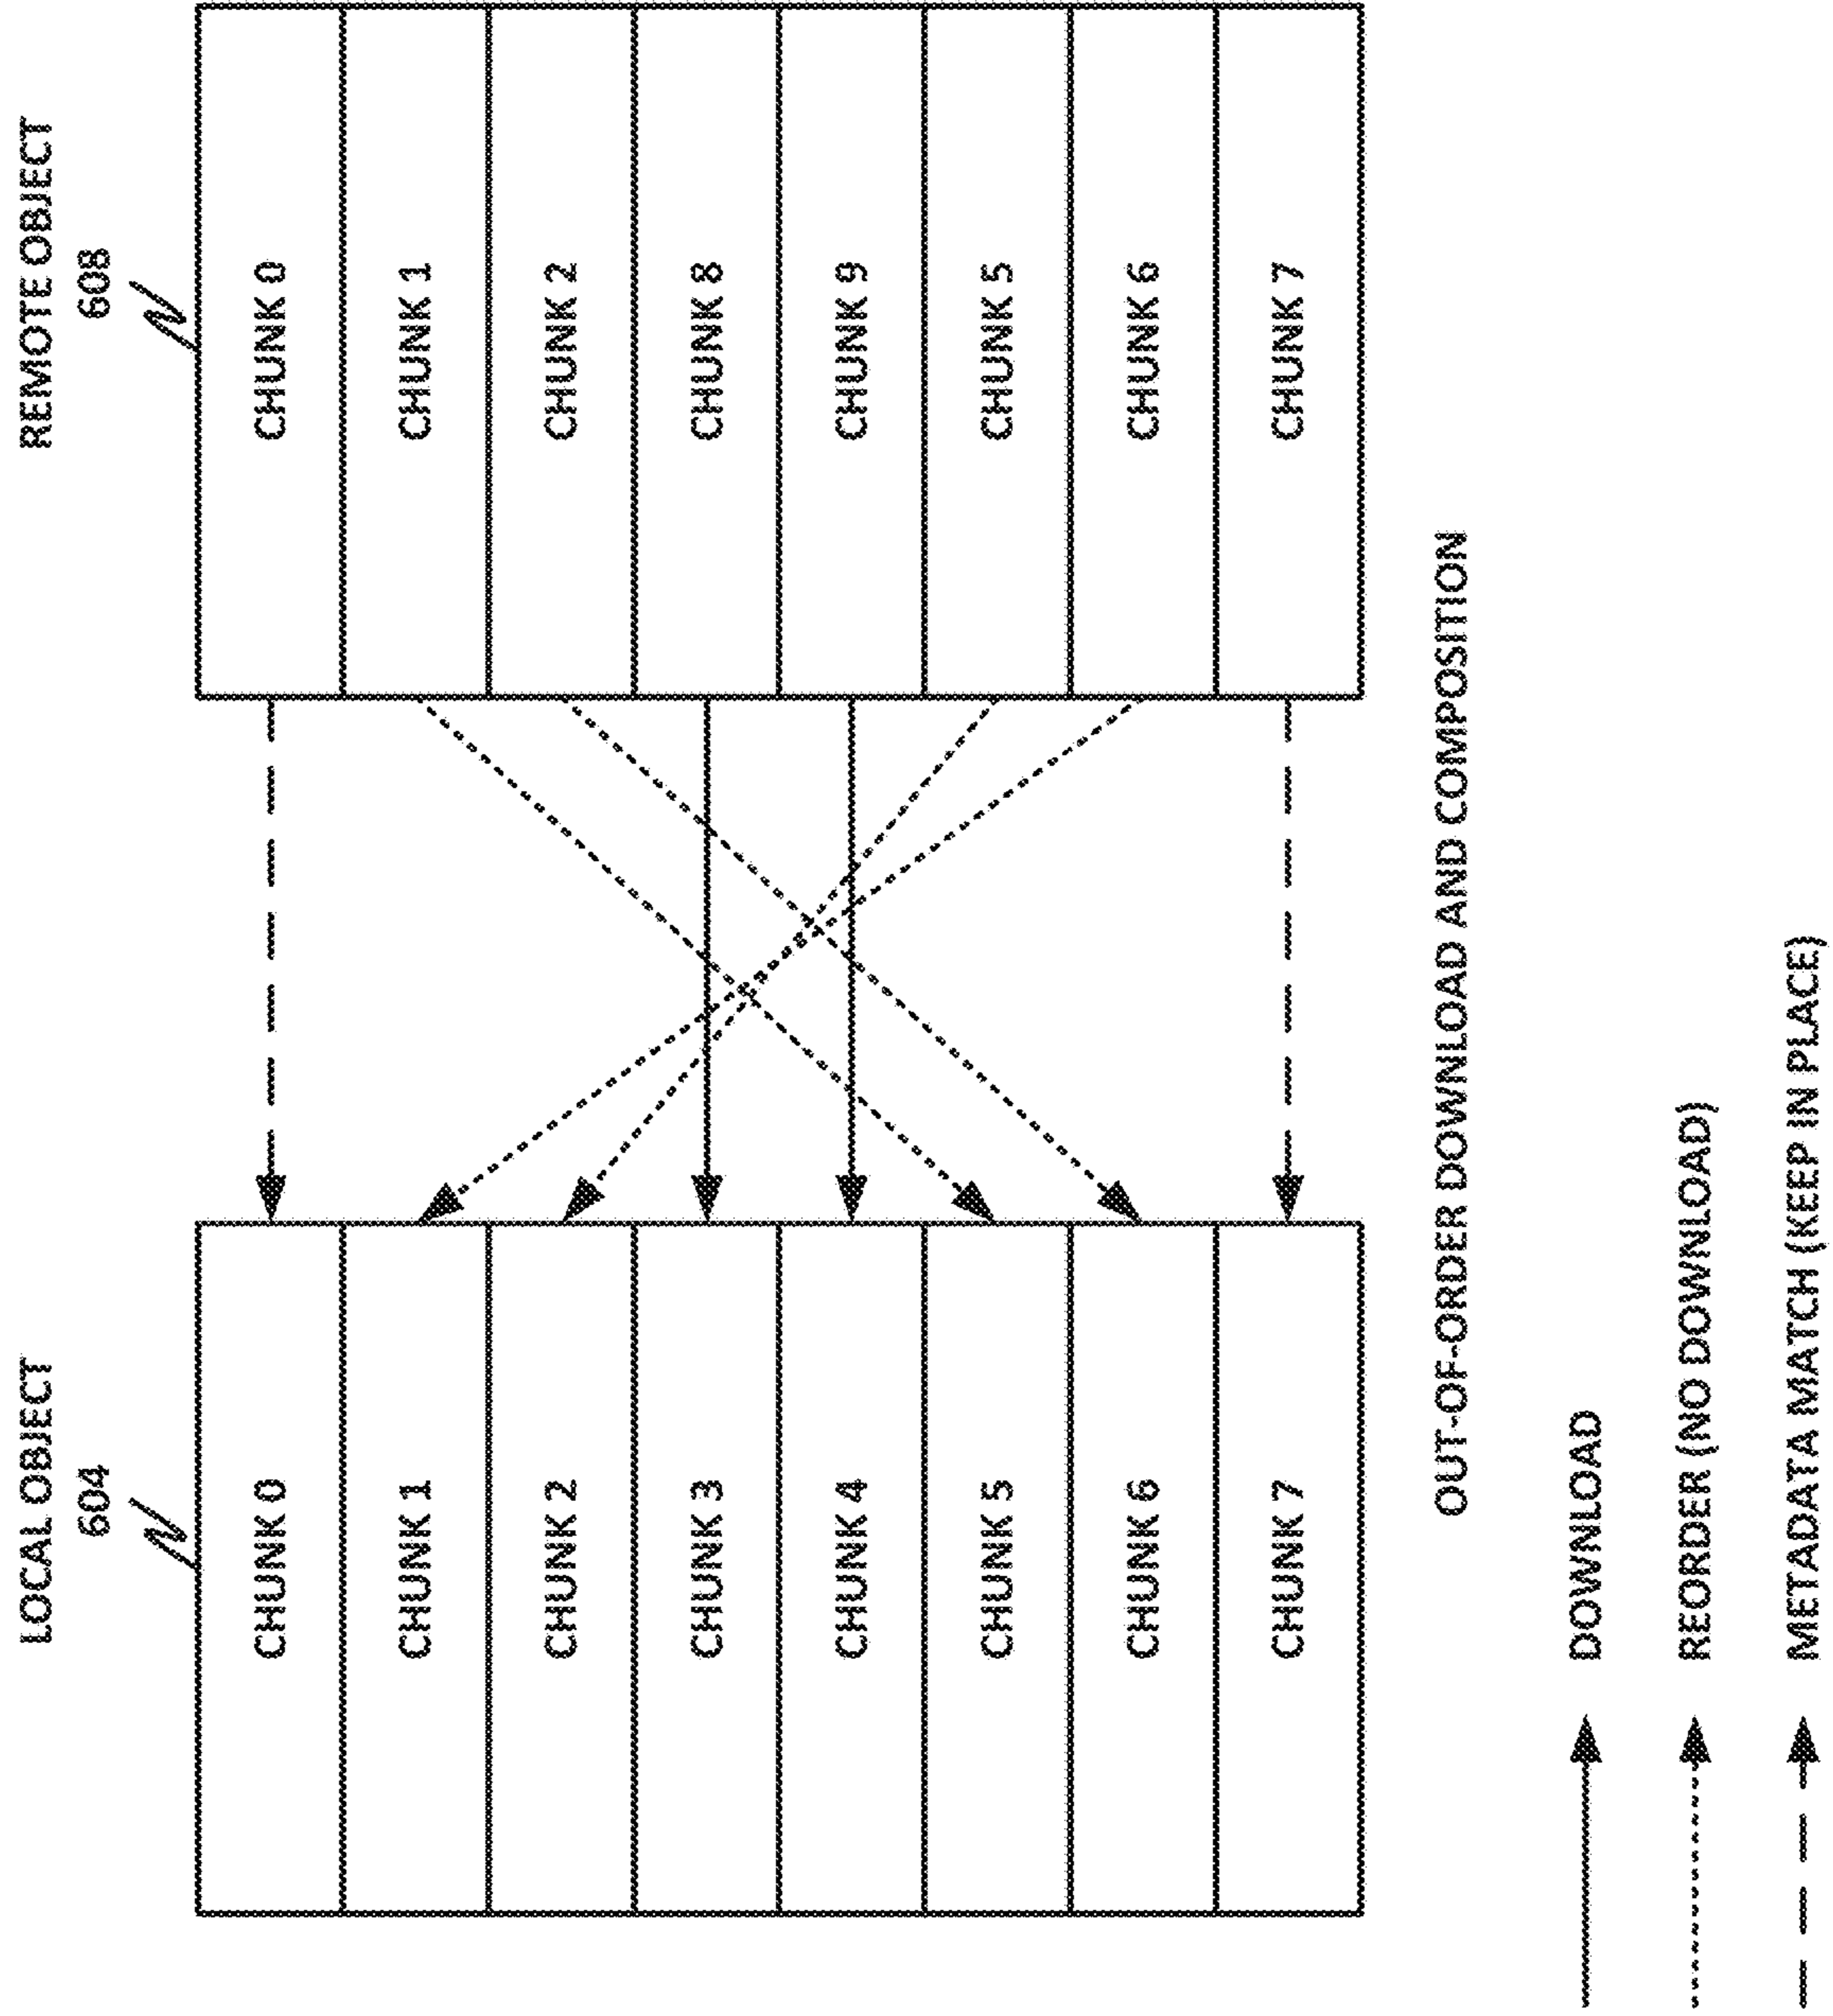 LOCAL OBJECT
604
CHUNK 0
CHUNK 1
CHUNK 2
CHUNK 3
CHUNK 4
CHUNK 5
CHUNK 6
CHUNK 7
REMOTE OBJECT
608
CHUNK 0
CHUNK 1
CHUNK 2
CHUNK 8
CHUNK 9
CHUNK 5
CHUNK 6
CHUNK 7
OUT-OF-ORDER DOWNLOAD AND COMPOSITION
DOWNLOAD
REORDER (NO DOWNLOAD)
METADATA MATCH (KEEP IN PLACE)